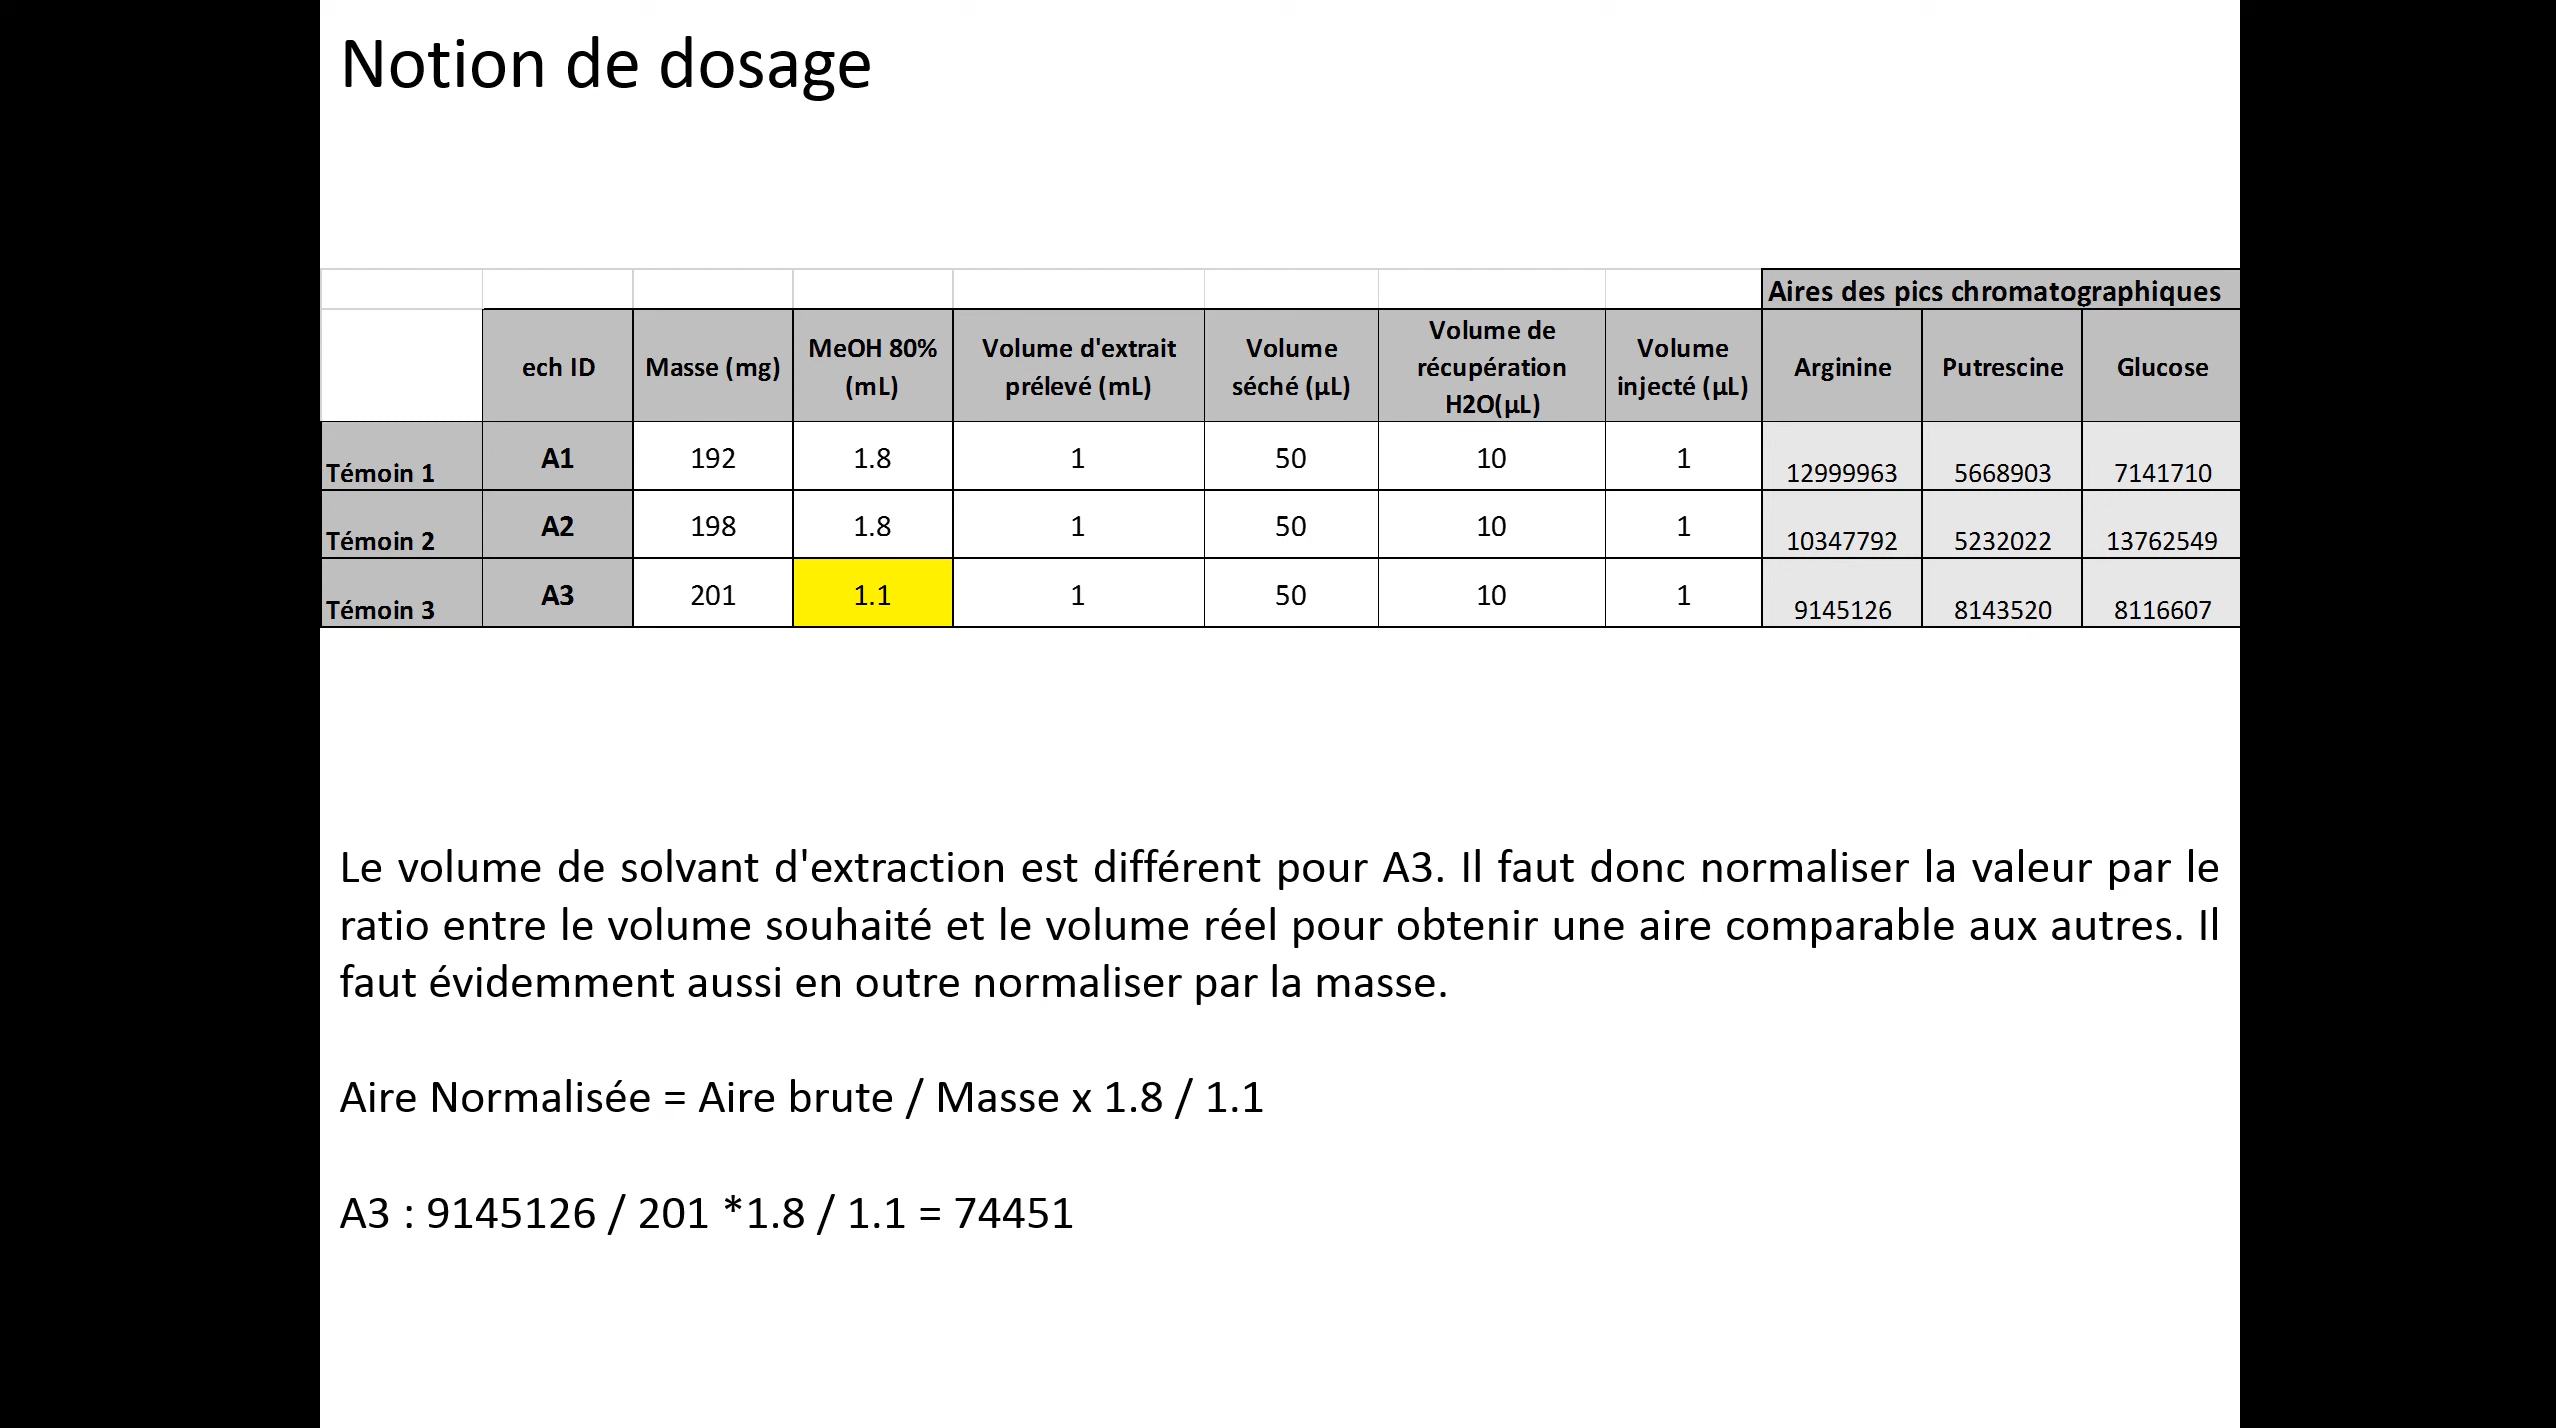 Notion de dosage
Aires des pics chromatographiques
ech ID Masse (mg) MeOH 80% (mL) Volume d'extrait prélevé (mL) Volume séché (µL) Volume de récupération H2O(µL) Volume injecté (µL) Arginine Putrescine Glucose
Témoin 1 A1 192 1.8 1 50 10 1 12999963 5668903 7141710
Témoin 2 A2 198 1.8 1 50 10 1 10347792 5232022 13762549
Témoin 3 A3 201 1.1 1 50 10 1 9145126 8143520 8116607
Le volume de solvant d'extraction est différent pour A3. Il faut donc normaliser la valeur par le
ratio entre le volume souhaité et le volume réel pour obtenir une aire comparable aux autres. Il
faut évidemment aussi en outre normaliser par la masse.
Aire Normalisée = Aire brute / Masse x 1.8 / 1.1
A3 : 9145126 / 201 *1.8 / 1.1 = 74451